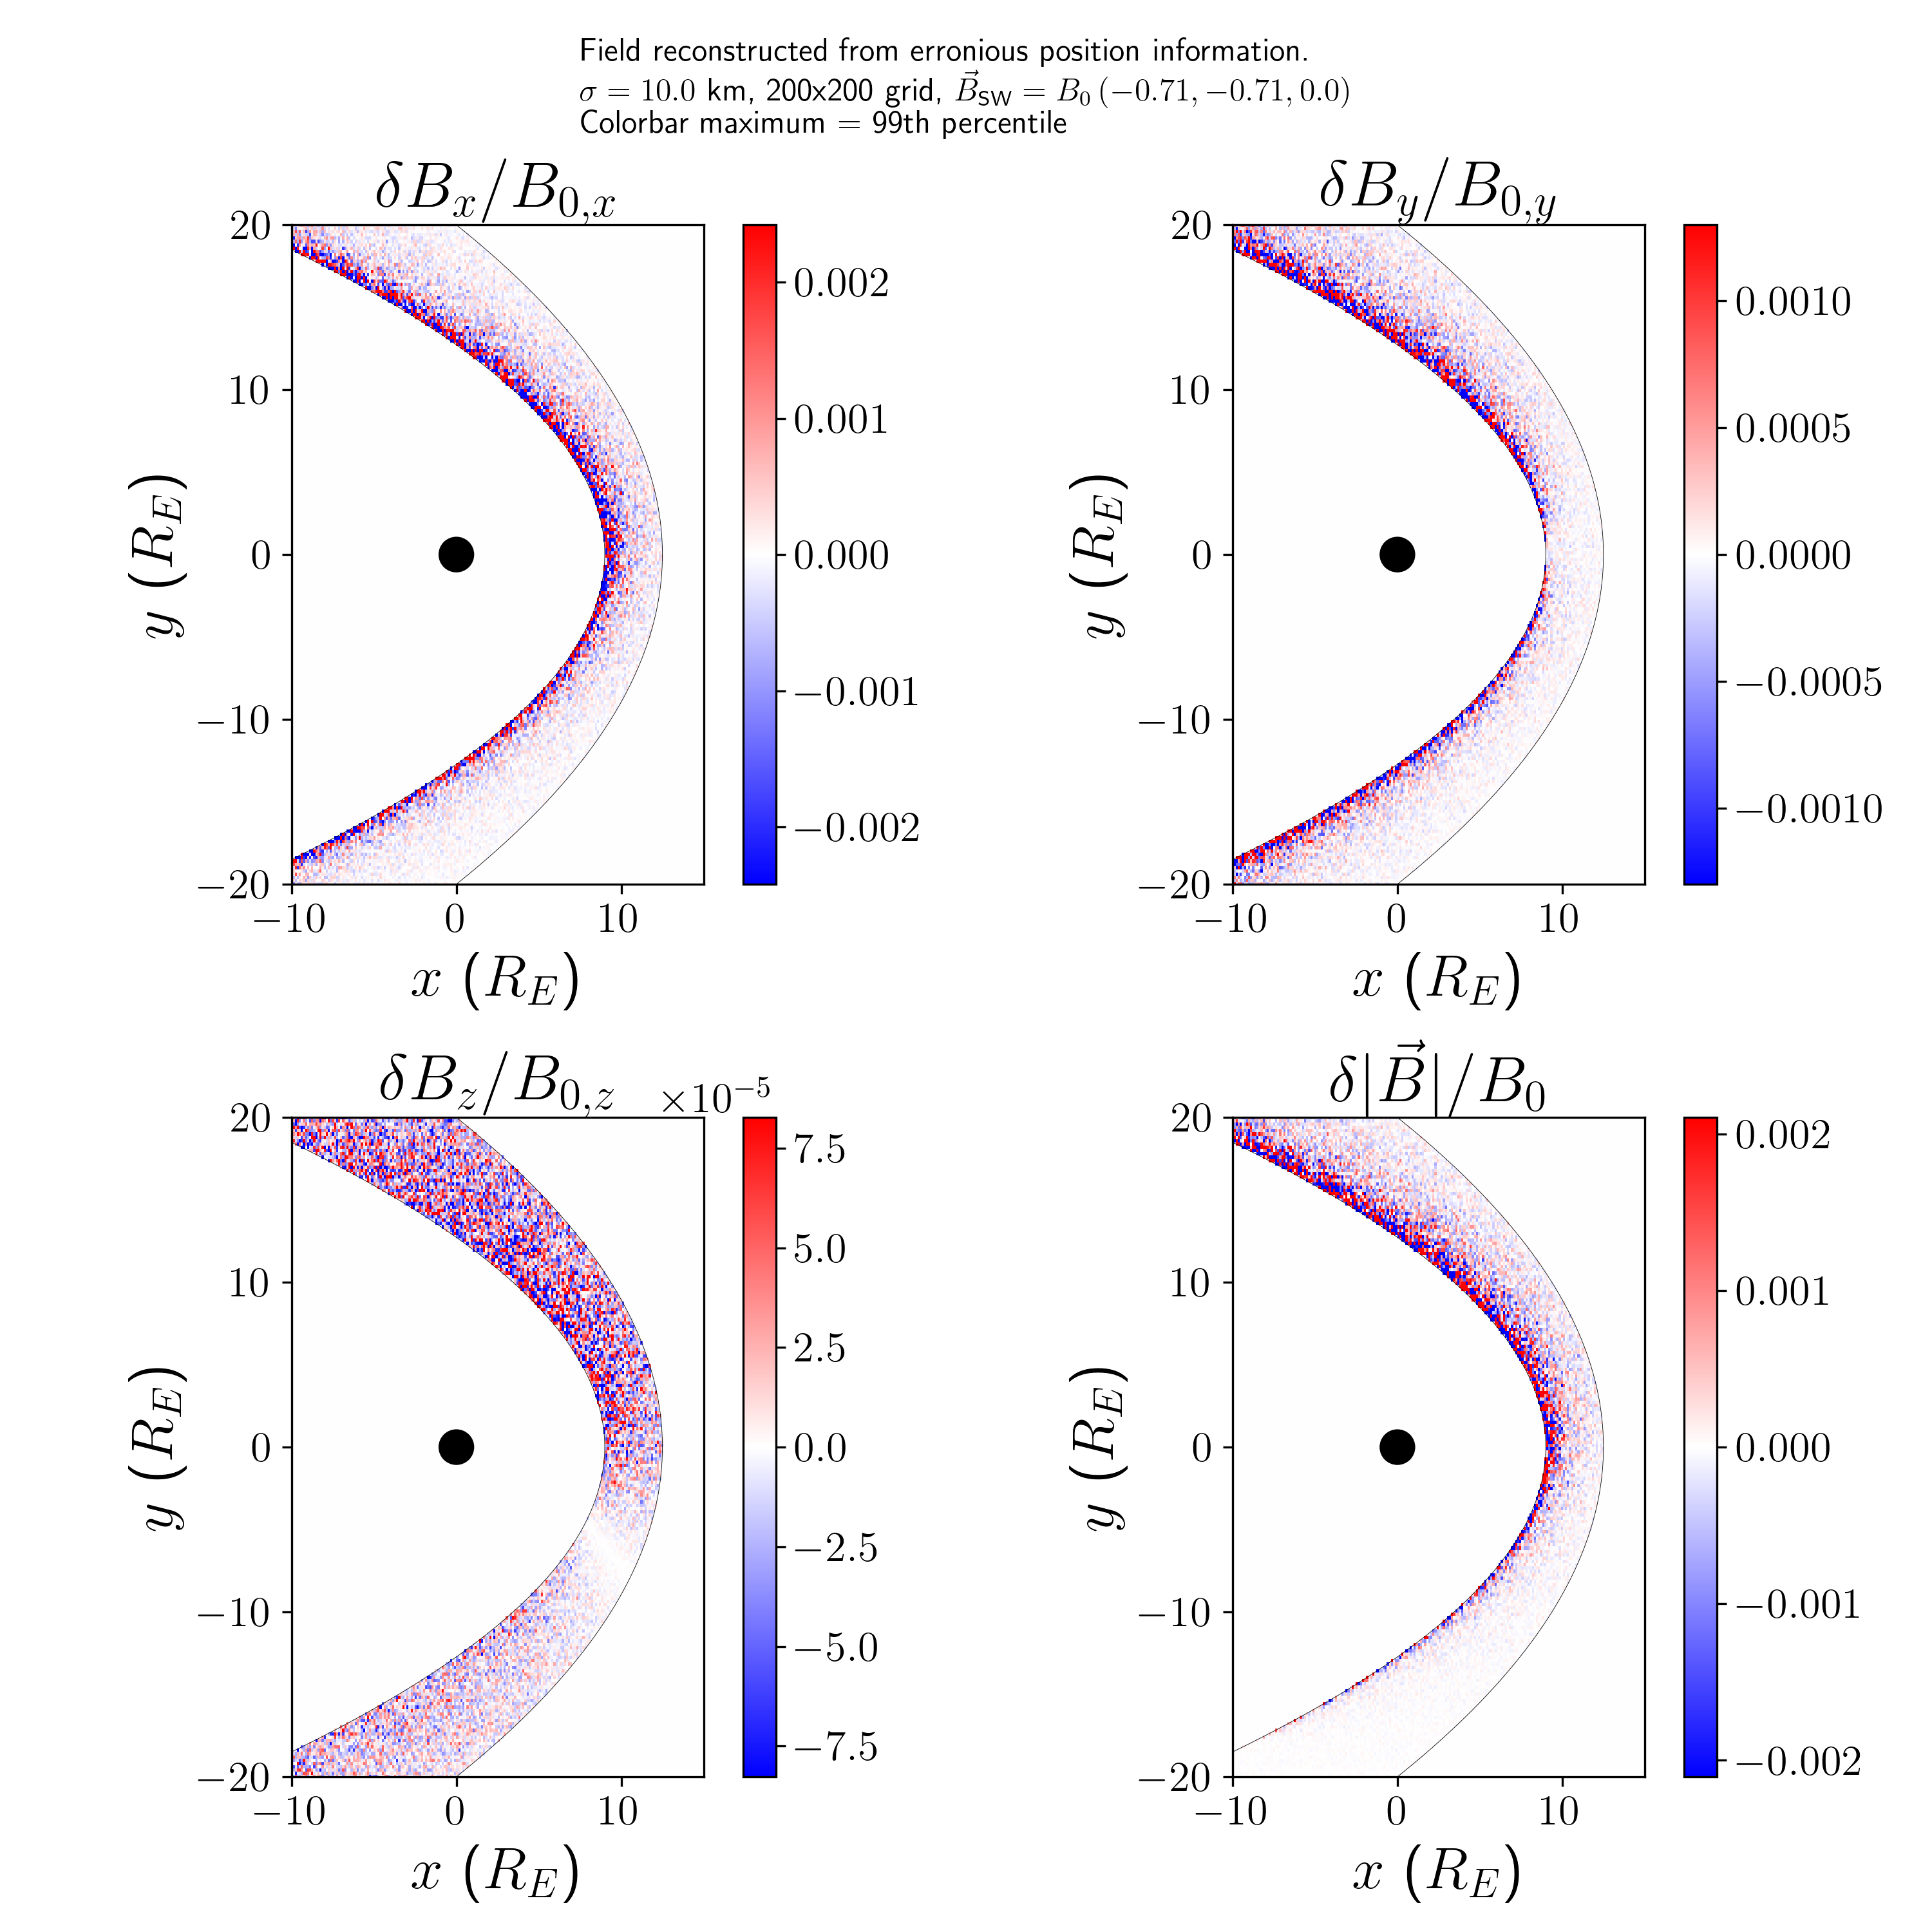 Field reconstructed from erronious position information.
σ = 10.0 km, 200x200 grid, B⃗_SW = B_0 (−0.71, −0.71, 0.0)
Colorbar maximum = 99th percentile
δB_x/B_{0,x}
20
10
0
−10
−20
−10 0 10
y (R_E)
x (R_E)
0.002
0.001
0.000
−0.001
−0.002
δB_y/B_{0,y}
20
10
0
−10
−20
−10 0 10
y (R_E)
x (R_E)
0.0010
0.0005
0.0000
−0.0005
−0.0010
δB_z/B_{0,z}
×10^{−5}
20
10
0
−10
−20
−10 0 10
y (R_E)
x (R_E)
7.5
5.0
2.5
0.0
−2.5
−5.0
−7.5
δ|B⃗|/B_0
20
10
0
−10
−20
−10 0 10
y (R_E)
x (R_E)
0.002
0.001
0.000
−0.001
−0.002